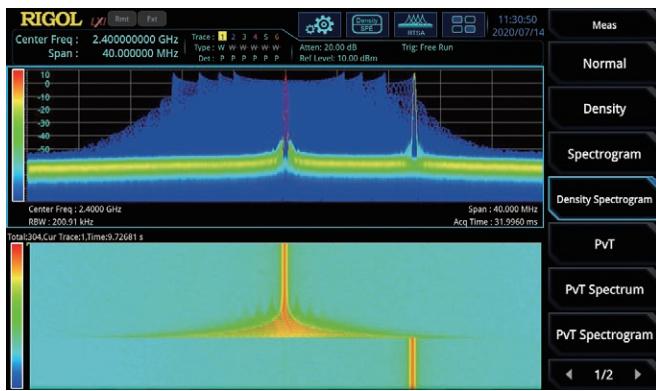 RIGOL LXI Rmt Ext
Density
SPE
RTSA
11:30:50
2020/07/14
Center Freq : 2.400000000 GHz
Span : 40.000000 MHz
Trace : 1 2 3 4 5 6
Type : W W W W W W
Det : P P P P P P
Atten: 20.00 dB
Ref Level: 10.00 dBm
Trig: Free Run
10
0
-10
-20
-30
-40
-50
Center Freq : 2.4000 GHz
RBW : 200.91 kHz
Span : 40.000 MHz
Acq Time : 31.9960 ms
Total:304,Cur Trace:1,Time:9.72681 s
Meas
Normal
Density
Spectrogram
Density Spectrogram
PvT
PvT Spectrum
PvT Spectrogram
1/2